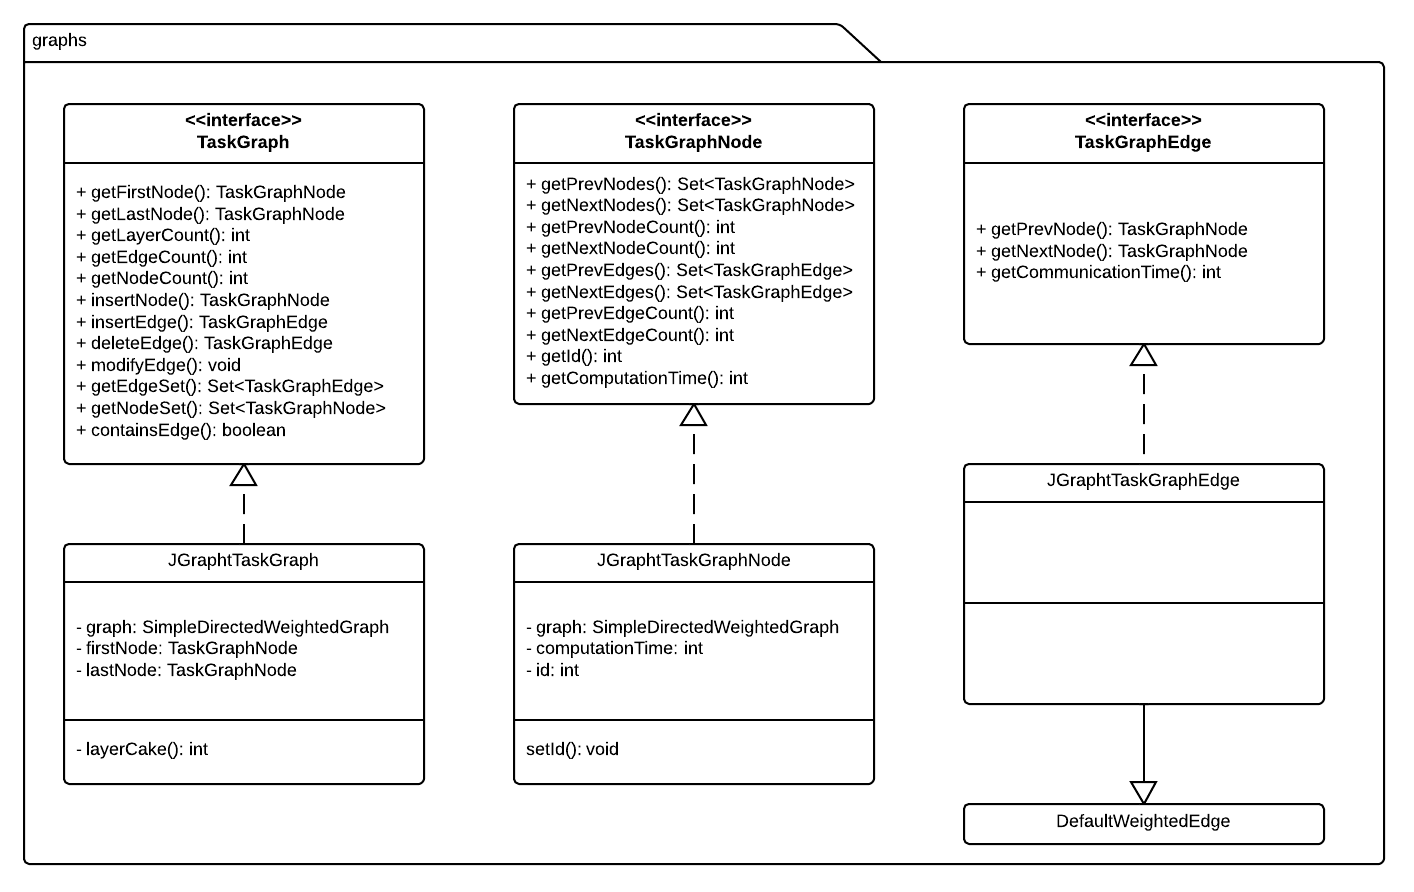 graphs
<<interface>>
TaskGraph
+ getFirstNode(): TaskGraphNode
+ getLastNode(): TaskGraphNode
+ getLayerCount(): int
+ getEdgeCount(): int
+ getNodeCount(): int
+ insertNode(): TaskGraphNode
+ insertEdge(): TaskGraphEdge
+ deleteEdge(): TaskGraphEdge
+ modifyEdge(): void
+ getEdgeSet(): Set<TaskGraphEdge>
+ getNodeSet(): Set<TaskGraphNode>
+ containsEdge(): boolean
<<interface>>
TaskGraphNode
+ getPrevNodes(): Set<TaskGraphNode>
+ getNextNodes(): Set<TaskGraphNode>
+ getPrevNodeCount(): int
+ getNextNodeCount(): int
+ getPrevEdges(): Set<TaskGraphEdge>
+ getNextEdges(): Set<TaskGraphEdge>
+ getPrevEdgeCount(): int
+ getNextEdgeCount(): int
+ getId(): int
+ getComputationTime(): int
<<interface>>
TaskGraphEdge
+ getPrevNode(): TaskGraphNode
+ getNextNode(): TaskGraphNode
+ getCommunicationTime(): int
JGraphtTaskGraph
- graph: SimpleDirectedWeightedGraph
- firstNode: TaskGraphNode
- lastNode: TaskGraphNode
- layerCake(): int
JGraphtTaskGraphNode
- graph: SimpleDirectedWeightedGraph
- computationTime: int
- id: int
setId(): void
JGraphtTaskGraphEdge
DefaultWeightedEdge